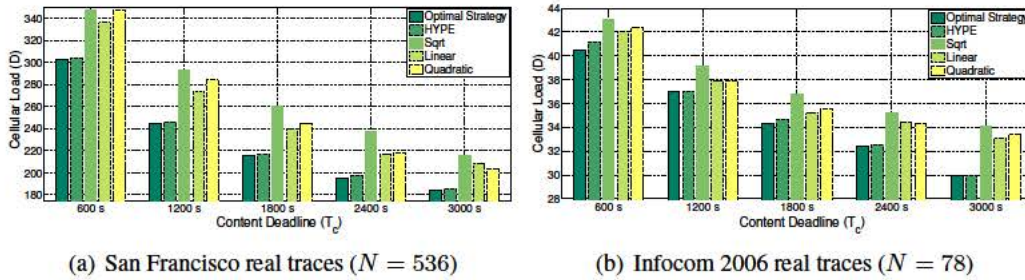 340
320
300
280
260
240
220
200
180
Cellular Load (D)
Optimal Strategy
HYPE
Sqrt
Linear
Quadratic
600 s
1200 s
1800 s
2400 s
3000 s
Content Deadline (Tc)
(a) San Francisco real traces (N = 536)
44
42
40
38
36
34
32
30
28
Cellular Load (D)
Optimal Strategy
HYPE
Sqrt
Linear
Quadratic
600 s
1200 s
1800 s
2400 s
3000 s
Content Deadline (Tc)
(b) Infocom 2006 real traces (N = 78)